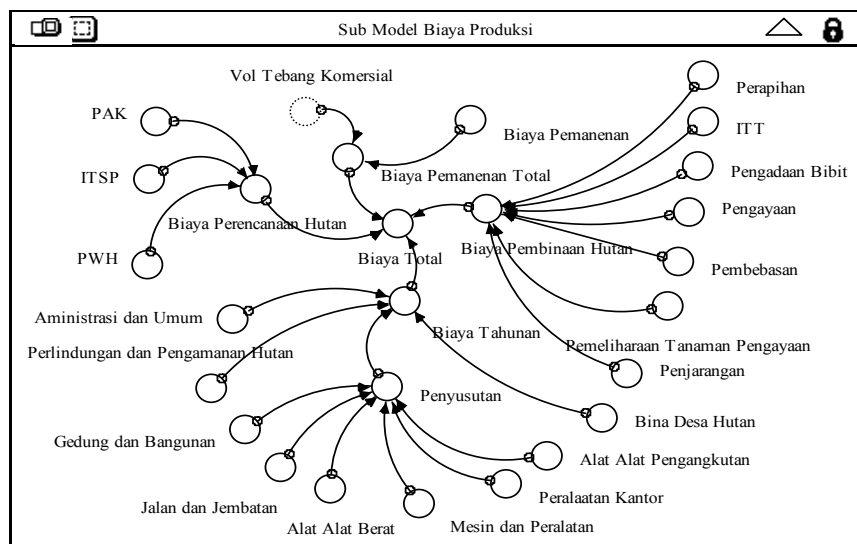 Sub Model Biaya Produksi
Vol Tebang Komersial
PAK
Perapihan
Biaya Pemanenan
ITT
ITSP
Biaya Pemanenan Total
Pengadaan Bibit
Biaya Perencanaan Hutan
Pengayaan
PWH
Biaya Total
Biaya Pembinaan Hutan
Pembebasan
Aministrasi dan Umum
Biaya Tahunan
Perlindungan dan Pengamanan Hutan
Pemeliharaan Tanaman Pengayaan
Penjarangan
Penyusutan
Bina Desa Hutan
Gedung dan Bangunan
Alat Alat Pengangkutan
Jalan dan Jembatan
Peralaatan Kantor
Alat Alat Berat
Mesin dan Peralatan